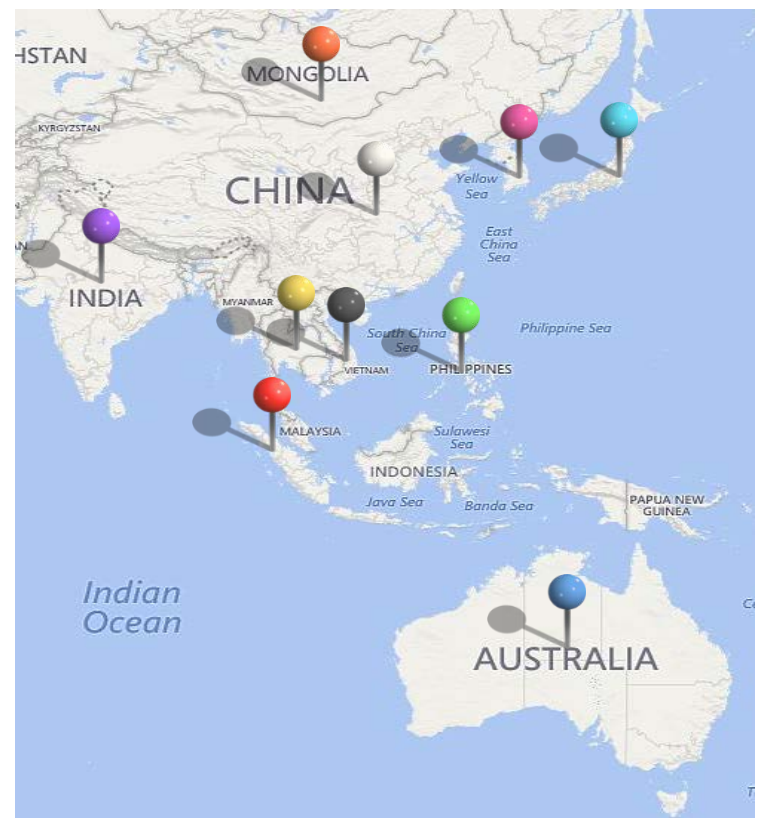 HSTAN
MONGOLIA
KYRGYZSTAN
Yellow
Sea
CHINA
East
China
Sea
INDIA
MYANMAR
Philippine Sea
South China
Sea
VIETNAM
PHILIPPINES
MALAYSIA
Sulawesi
Sea
INDONESIA
Java Sea
Banda Sea
PAPUA NEW
GUINEA
Indian
Ocean
AUSTRALIA